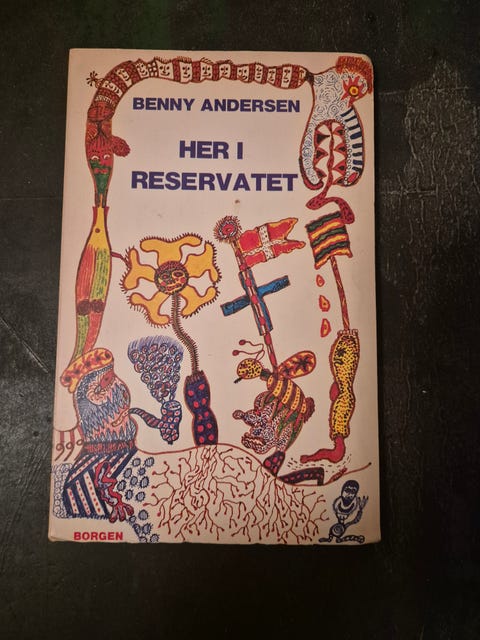 BENNY ANDERSEN
HER I
RESERVATET
BORGEN